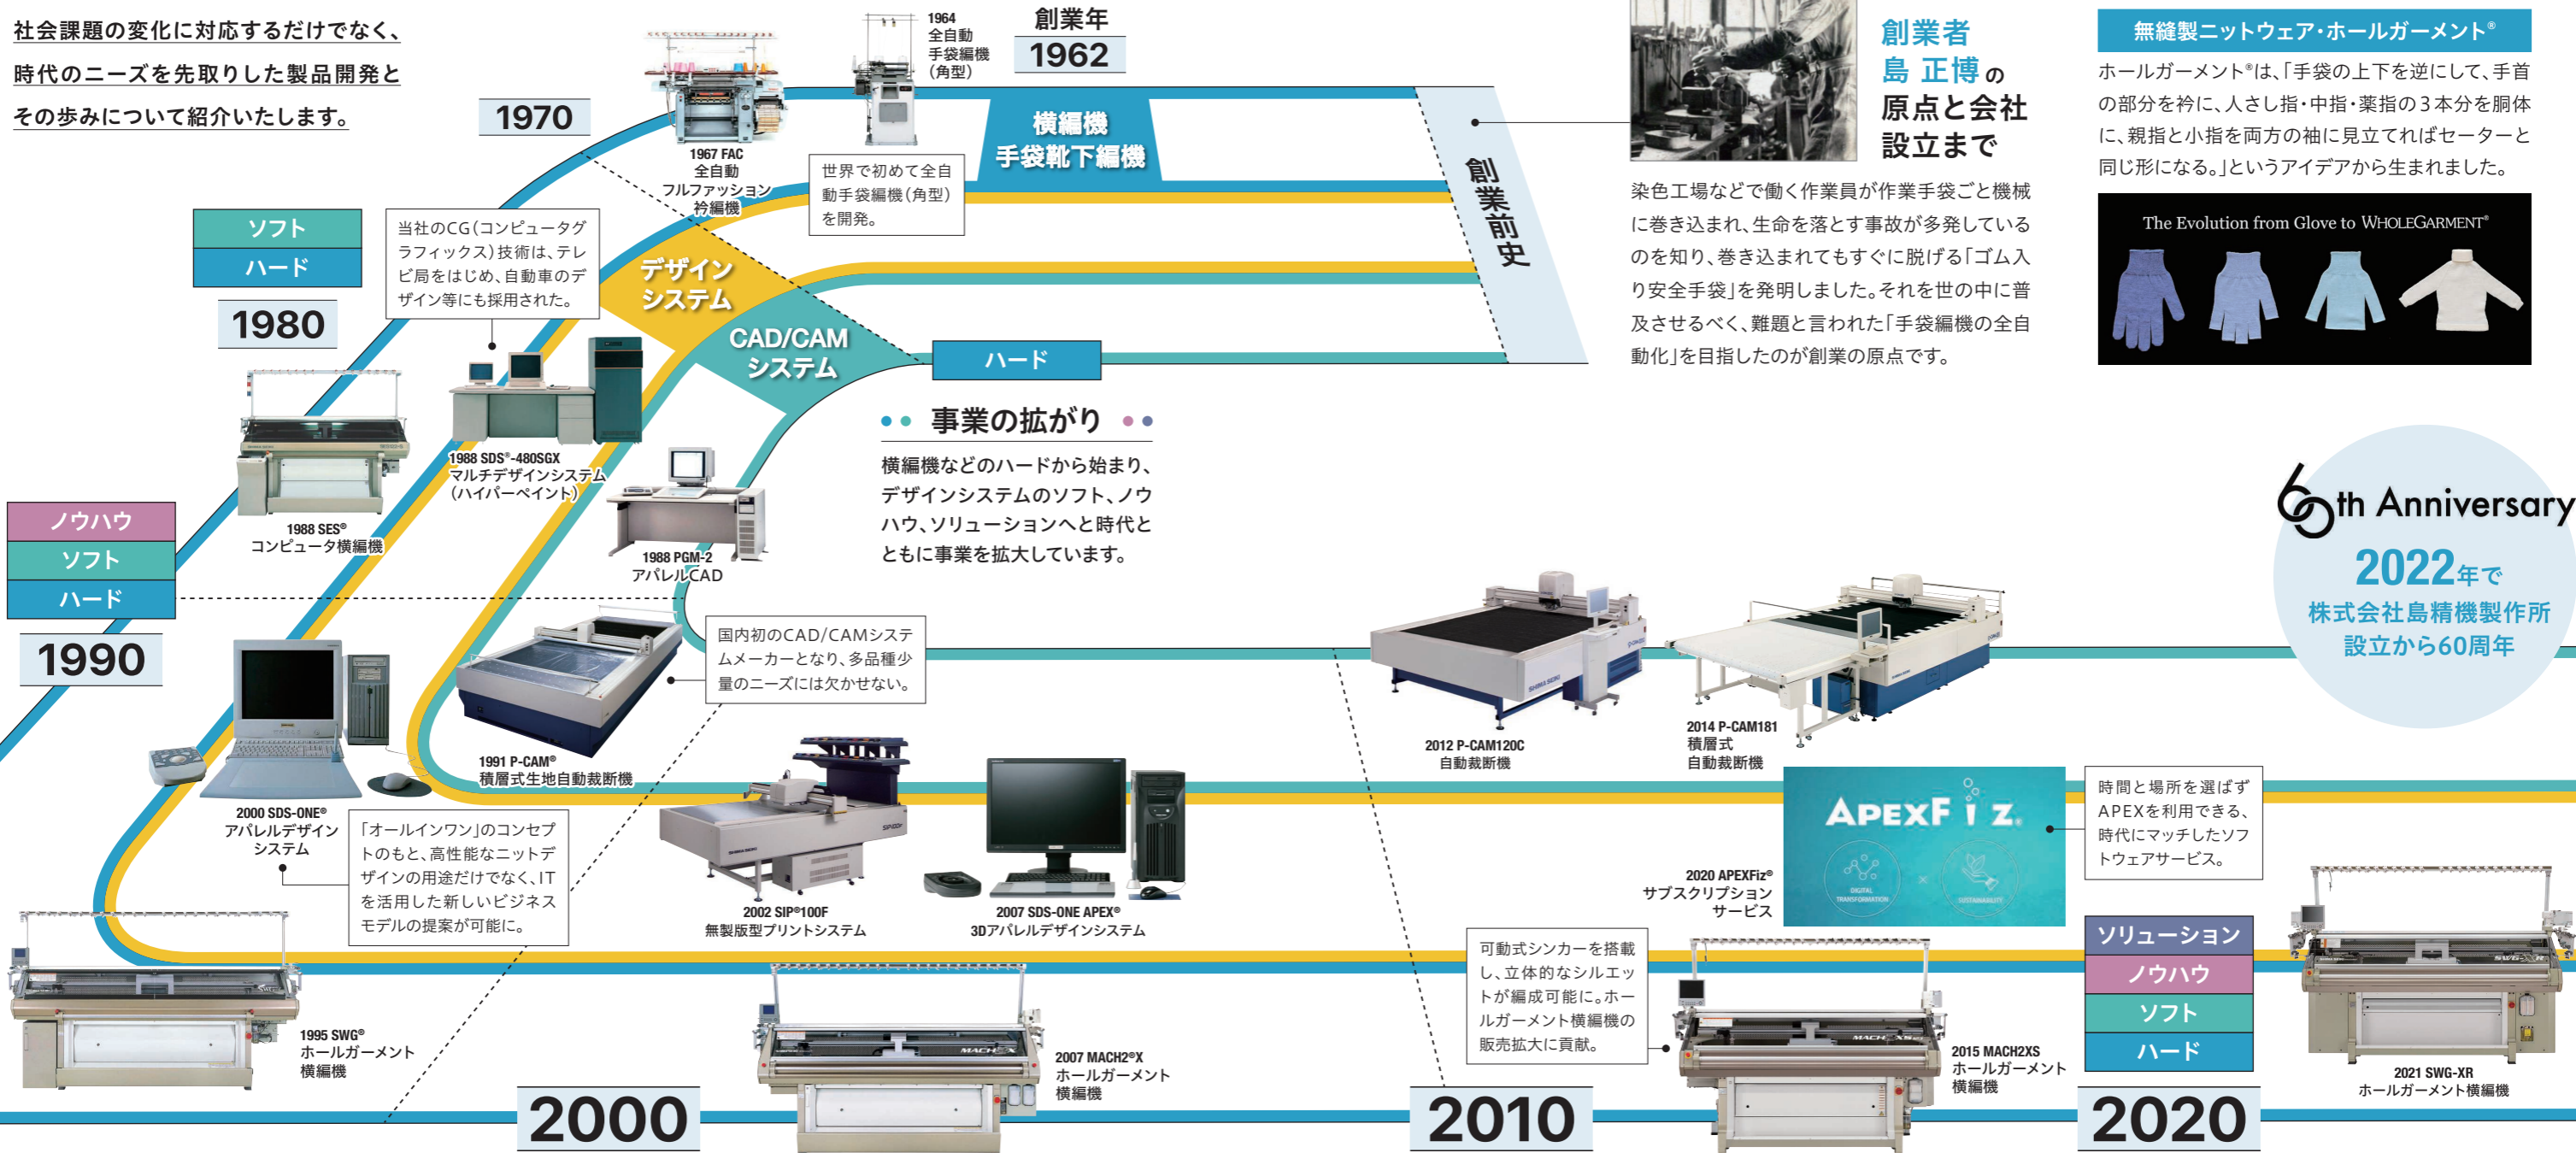 社会課題の変化に対応するだけでなく、
時代のニーズを先取りした製品開発と
その歩みについて紹介いたします。
創業年
1962
1964
全自動
手袋編機
（角型）
世界で初めて全自
動手袋編機（角型）
を開発。
1967 FAC
全自動
フルファッション
衿編機
横編機
手袋靴下編機
創業前史
創業者
島 正博の
原点と会社
設立まで
染色工場などで働く作業員が作業手袋ごと機械
に巻き込まれ、生命を落とす事故が多発している
のを知り、巻き込まれてもすぐに脱げる「ゴム入
り安全手袋」を発明しました。それを世の中に普
及させるべく、難題と言われた「手袋編機の全自
動化」を目指したのが創業の原点です。
無縫製ニットウェア・ホールガーメント®
ホールガーメント®は、「手袋の上下を逆にして、手首
の部分を衿に、人さし指・中指・薬指の3本分を胴体
に、親指と小指を両方の袖に見立てればセーターと
同じ形になる。」というアイデアから生まれました。
The Evolution from Glove to WHOLEGARMENT®
1970
ハード
デザイン
システム
CAD/CAM
システム
ソフト
ハード
1980
当社のCG（コンピュータグ
ラフィックス）技術は、テレ
ビ局をはじめ、自動車のデ
ザイン等にも採用された。
1988 SDS®-480SGX
マルチデザインシステム
（ハイパーペイント）
1988 SES®
コンピュータ横編機
1988 PGM-2
アパレルCAD
事業の拡がり
横編機などのハードから始まり、
デザインシステムのソフト、ノウ
ハウ、ソリューションへと時代と
ともに事業を拡大しています。
60th Anniversary
2022年で
株式会社島精機製作所
設立から60周年
ノウハウ
ソフト
ハード
1990
国内初のCAD/CAMシステ
ムメーカーとなり、多品種少
量のニーズには欠かせない。
1991 P-CAM®
積層式生地自動裁断機
SHIMA SEIKI
2012 P-CAM120C
自動裁断機
2014 P-CAM181
積層式
自動裁断機
2000 SDS-ONE®
アパレルデザイン
システム
「オールインワン」のコンセプ
トのもと、高性能なニットデ
ザインの用途だけでなく、IT
を活用した新しいビジネス
モデルの提案が可能に。
2002 SIP®100F
無製版型プリントシステム
2007 SDS-ONE APEX®
3Dアパレルデザインシステム
APEXFiz®
DIGITAL
TRANSFORMATION
×
SUSTAINABILITY
2020 APEXFiz®
サブスクリプション
サービス
時間と場所を選ばず
APEXを利用できる、
時代にマッチしたソフ
トウェアサービス。
1995 SWG®
ホールガーメント
横編機
MACH2X
2007 MACH2®X
ホールガーメント
横編機
可動式シンカーを搭載
し、立体的なシルエッ
トが編成可能に。ホー
ルガーメント横編機の
販売拡大に貢献。
MACH2XS
2015 MACH2XS
ホールガーメント
横編機
ソリューション
ノウハウ
ソフト
ハード
SWG-XR
2021 SWG-XR
ホールガーメント横編機
2000
2010
2020